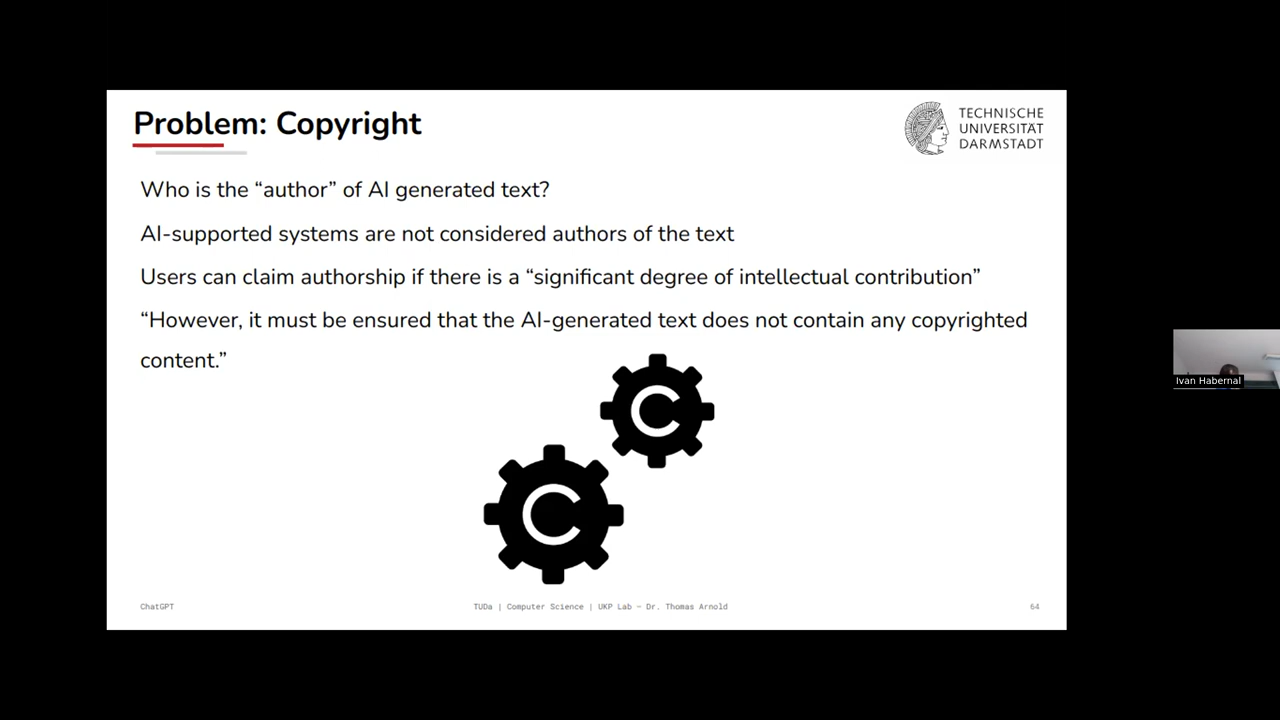 Problem: Copyright
TECHNISCHE
UNIVERSITÄT
DARMSTADT
Who is the “author” of AI generated text?
AI-supported systems are not considered authors of the text
Users can claim authorship if there is a “significant degree of intellectual contribution”
“However, it must be ensured that the AI-generated text does not contain any copyrighted
content.”
C
C
Ivan Habernal
ChatGPT
TUDa | Computer Science | UKP Lab – Dr. Thomas Arnold
64